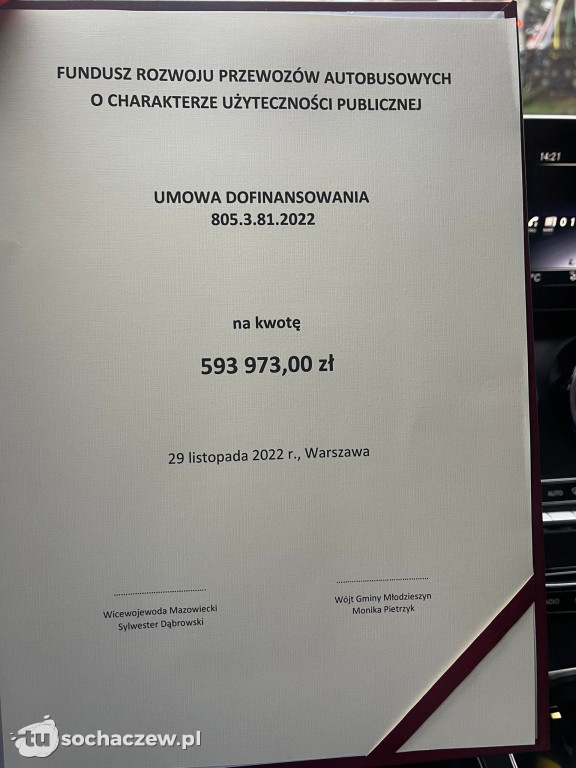 FUNDUSZ ROZWOJU PRZEWOZÓW AUTOBUSOWYCH
O CHARAKTERZE UŻYTECZNOŚCI PUBLICZNEJ
UMOWA DOFINANSOWANIA
805.3.81.2022
na kwotę
593 973,00 zł
29 listopada 2022 r., Warszawa
Wicewojewoda Mazowiecki
Sylwester Dąbrowski
Wójt Gminy Młodzieszyn
Monika Pietrzyk
14:21
AUTO
tu sochaczew.pl